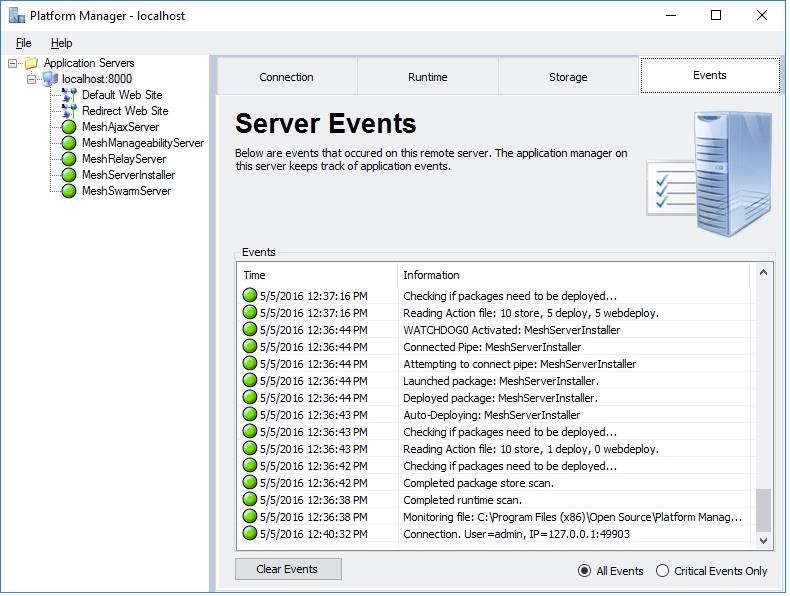 Platform Manager - localhost
File Help
Application Servers
localhost:8000
Default Web Site
Redirect Web Site
MeshAjaxServer
MeshManageabilityServer
MeshRelayServer
MeshServerInstaller
MeshSwarmServer
Connection Runtime Storage Events
Server Events
Below are events that occured on this remote server. The application manager on
this server keeps track of application events.
Events
Time Information
5/5/2016 12:37:16 PM Checking if packages need to be deployed...
5/5/2016 12:37:16 PM Reading Action file: 10 store, 5 deploy, 5 webdeploy.
5/5/2016 12:36:44 PM WATCHDOG0 Activated: MeshServerInstaller
5/5/2016 12:36:44 PM Connected Pipe: MeshServerInstaller
5/5/2016 12:36:44 PM Attempting to connect pipe: MeshServerInstaller
5/5/2016 12:36:44 PM Launched package: MeshServerInstaller.
5/5/2016 12:36:44 PM Deployed package: MeshServerInstaller.
5/5/2016 12:36:43 PM Auto-Deploying: MeshServerInstaller
5/5/2016 12:36:43 PM Checking if packages need to be deployed...
5/5/2016 12:36:43 PM Reading Action file: 10 store, 1 deploy, 0 webdeploy.
5/5/2016 12:36:42 PM Checking if packages need to be deployed...
5/5/2016 12:36:42 PM Completed package store scan.
5/5/2016 12:36:38 PM Completed runtime scan.
5/5/2016 12:36:38 PM Monitoring file: C:\Program Files (x86)\Open Source\Platform Manag...
5/5/2016 12:40:32 PM Connection. User=admin, IP=127.0.0.1:49903
Clear Events All Events Critical Events Only